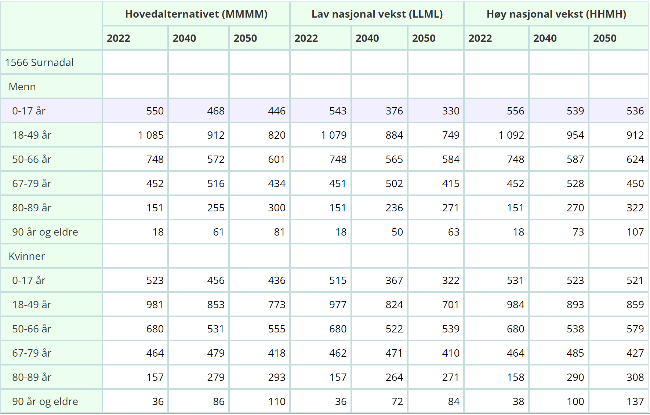 Hovedalternativet (MMMM) Lav nasjonal vekst (LLML) Høy nasjonal vekst (HHMH)
2022 2040 2050 2022 2040 2050 2022 2040 2050
1566 Surnadal
Menn
0-17 år 550 468 446 543 376 330 556 539 536
18-49 år 1 085 912 820 1 079 884 749 1 092 954 912
50-66 år 748 572 601 748 565 584 748 587 624
67-79 år 452 516 434 451 502 415 452 528 450
80-89 år 151 255 300 151 236 271 151 270 322
90 år og eldre 18 61 81 18 50 63 18 73 107
Kvinner
0-17 år 523 456 436 515 367 322 531 523 521
18-49 år 981 853 773 977 824 701 984 893 859
50-66 år 680 531 555 680 522 539 680 538 579
67-79 år 464 479 418 462 471 410 464 485 427
80-89 år 157 279 293 157 264 271 158 290 308
90 år og eldre 36 86 110 36 72 84 38 100 137